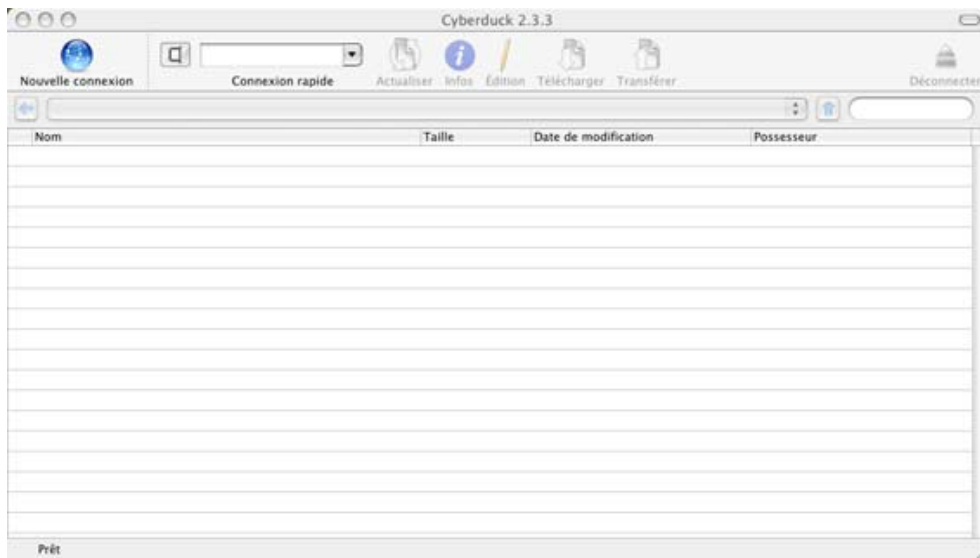 Cyberduck 2.3.3
Nouvelle connexion
Connexion rapide
Actualiser
Infos
Édition
Télécharger
Transférer
Déconnecter
Nom
Taille
Date de modification
Possesseur
Prêt